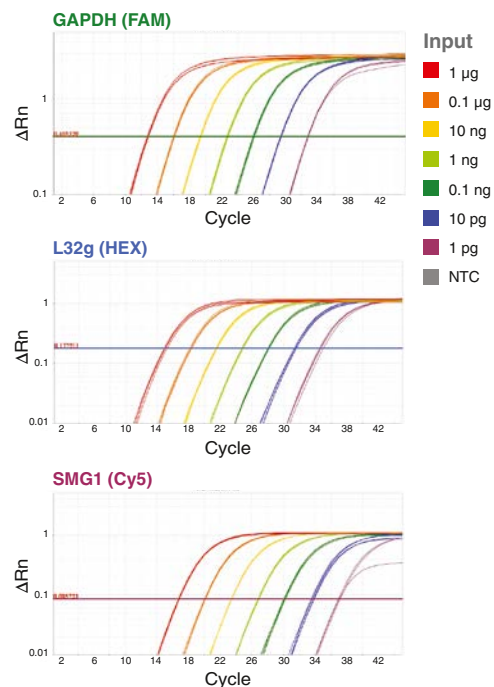 GAPDH (FAM)
Input
1 µg
0.1 µg
10 ng
1 ng
0.1 ng
10 pg
1 pg
NTC
ΔRn
1
0.1
2 6 10 14 18 22 26 30 34 38 42
Cycle
L32g (HEX)
ΔRn
1
0.1
0.01
2 6 10 14 18 22 26 30 34 38 42
Cycle
SMG1 (Cy5)
ΔRn
1
0.1
0.01
2 6 10 14 18 22 26 30 34 38 42
Cycle